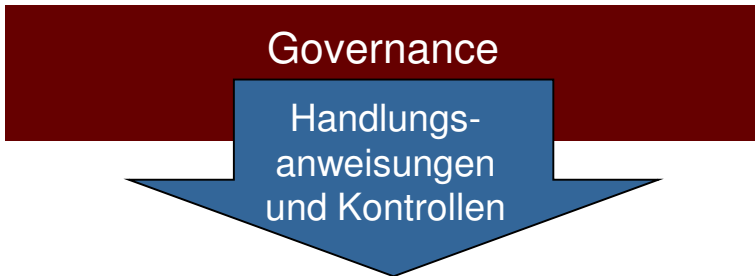 Governance
Handlungs-
anweisungen
und Kontrollen